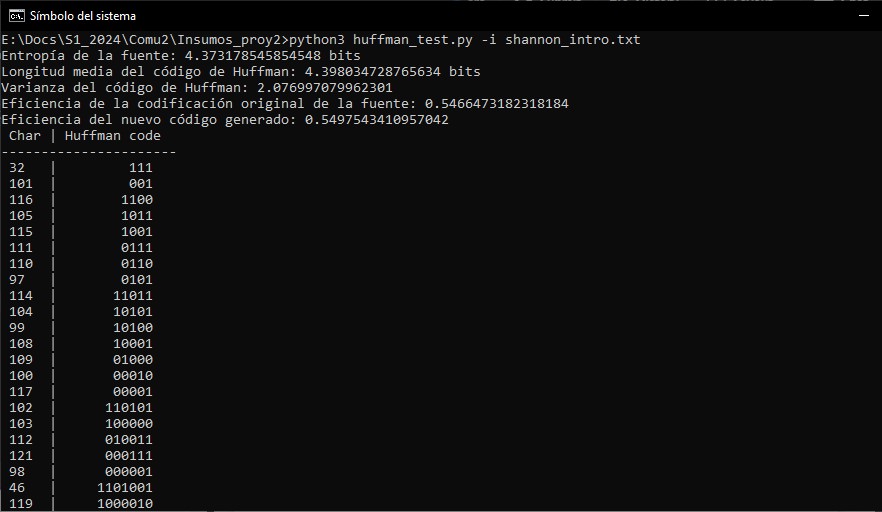 Símbolo del sistema
E:\Docs\S1_2024\Comu2\Insumos_proy2>python3 huffman_test.py -i shannon_intro.txt
Entropía de la fuente: 4.373178545854548 bits
Longitud media del código de Huffman: 4.398034728765634 bits
Varianza del código de Huffman: 2.076997079962301
Eficiencia de la codificación original de la fuente: 0.5466473182318184
Eficiencia del nuevo código generado: 0.5497543410957042
 Char | Huffman code
----------------------
 32   |         111
 101  |         001
 116  |        1100
 105  |        1011
 115  |        1001
 111  |        0111
 110  |        0110
 97   |        0101
 114  |       11011
 104  |       10101
 99   |       10100
 108  |       10001
 109  |       01000
 100  |       00010
 117  |       00001
 102  |      110101
 103  |      100000
 112  |      010011
 121  |      000111
 98   |      000001
 46   |     1101001
 119  |     1000010